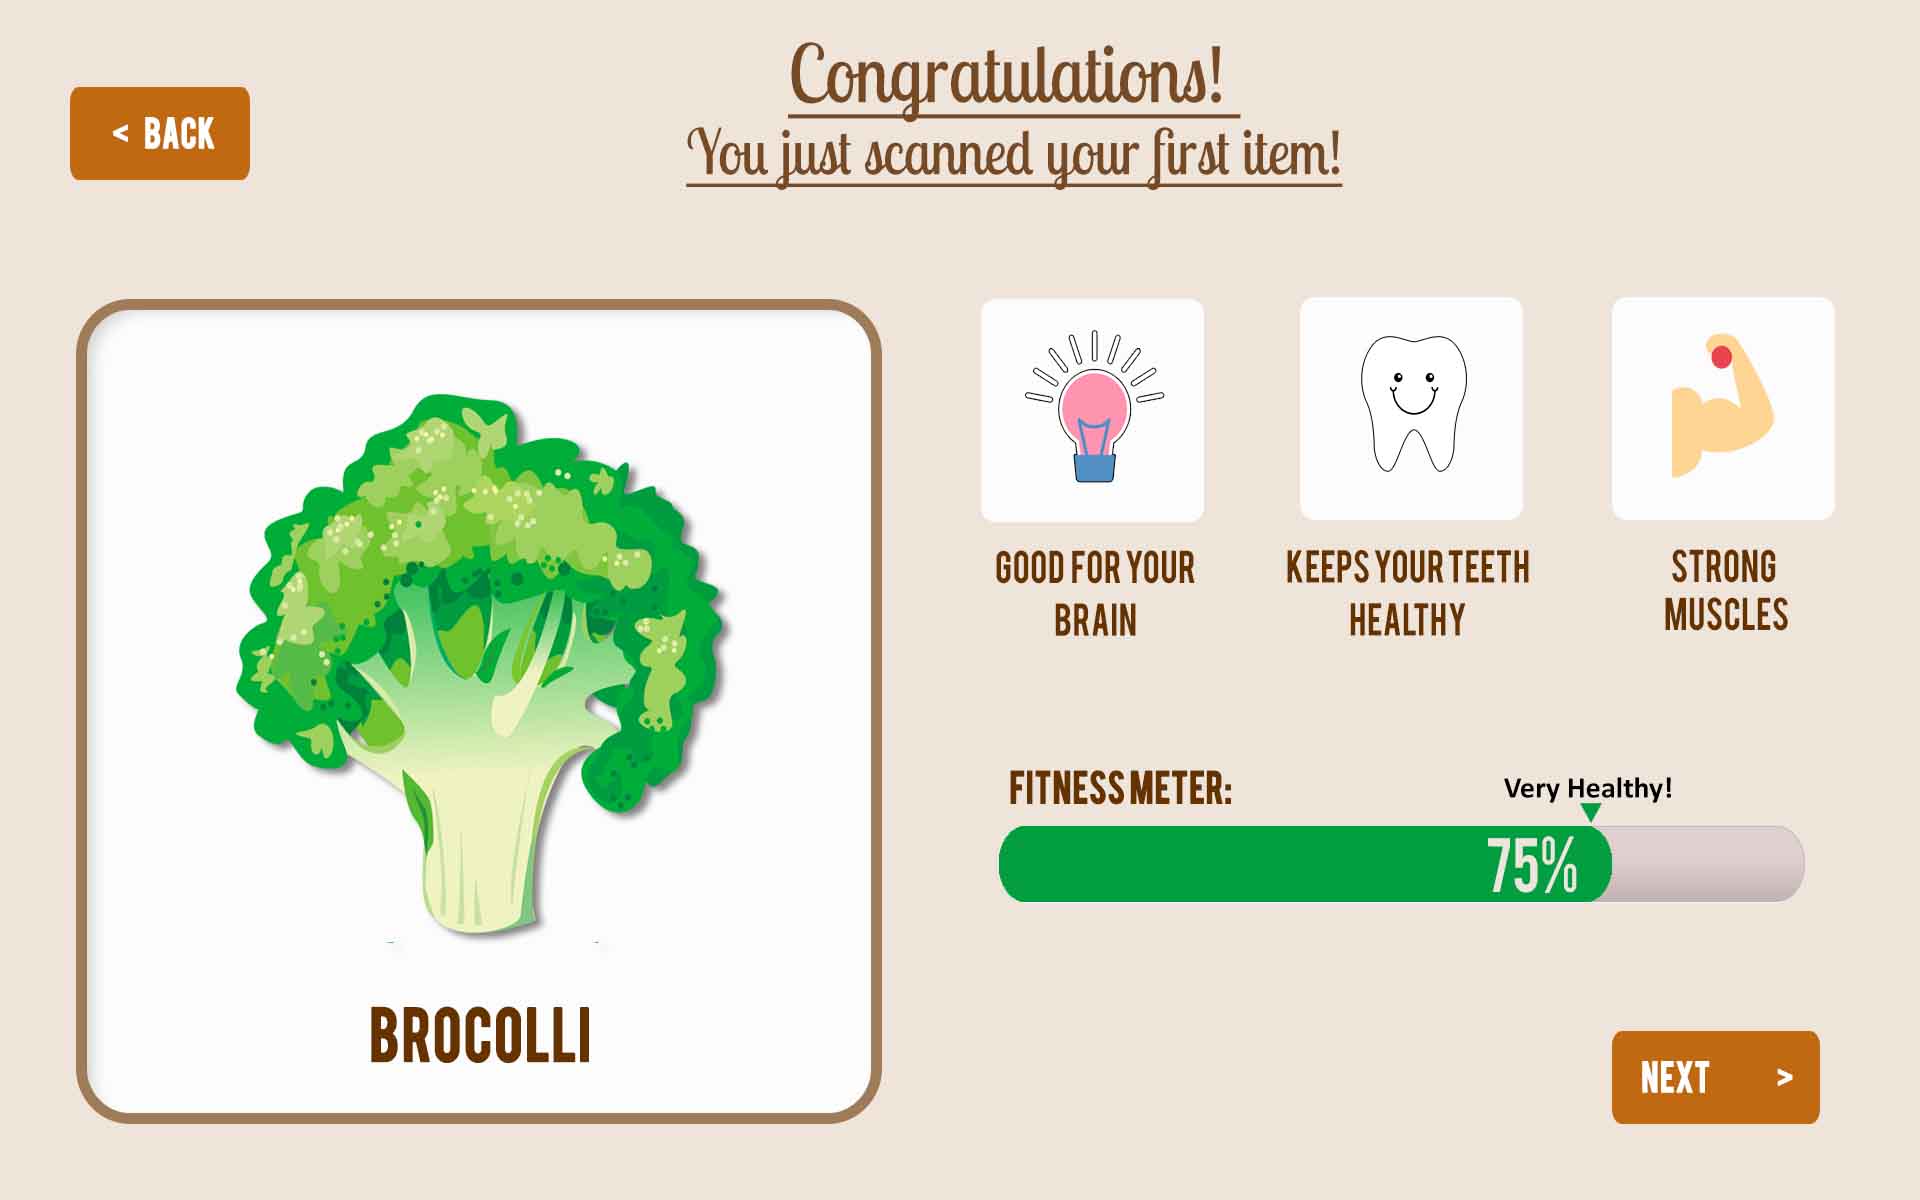 Congratulations!
You just scanned your first item!
< BACK
GOOD FOR YOUR
BRAIN
KEEPS YOUR TEETH
HEALTHY
STRONG
MUSCLES
FITNESS METER:
Very Healthy!
75%
BROCOLLI
NEXT >